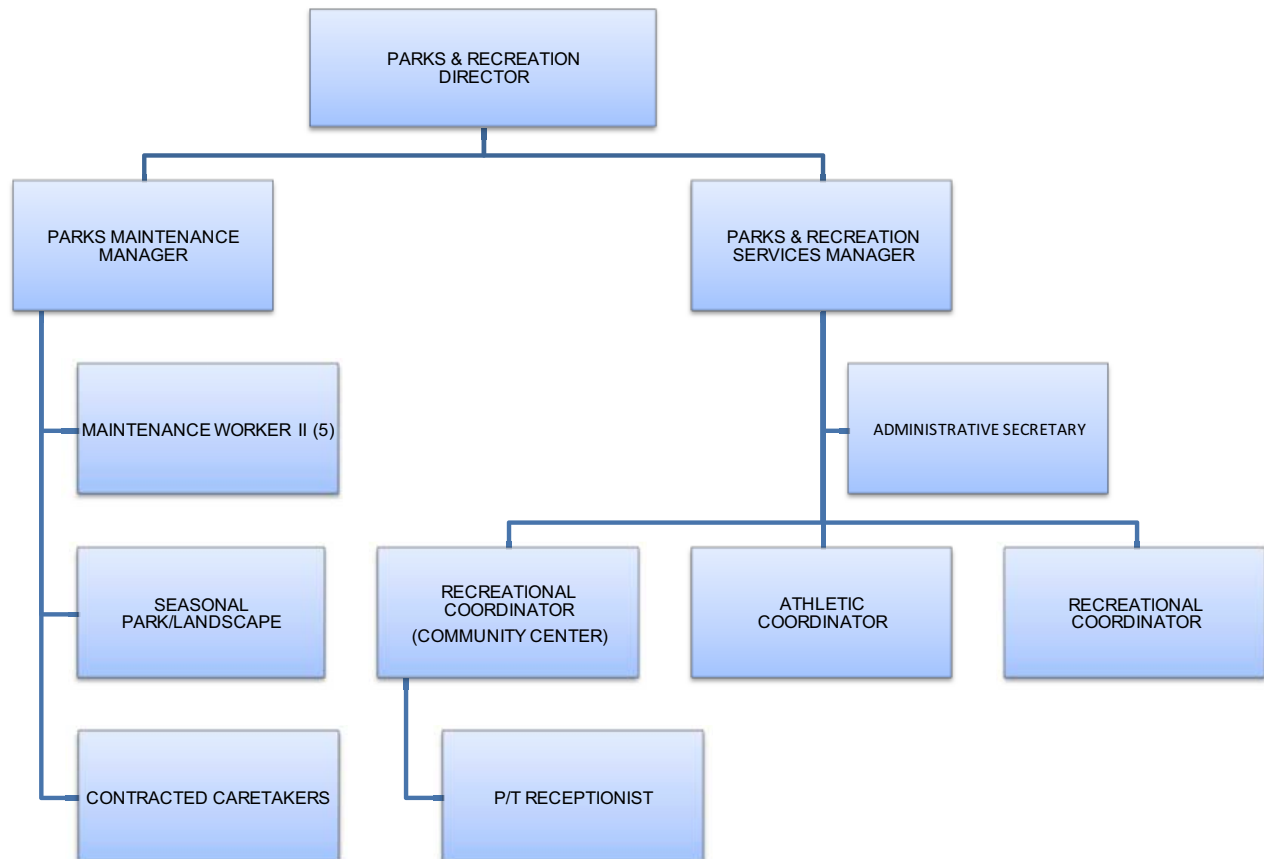 PARKS & RECREATION
DIRECTOR
PARKS MAINTENANCE
MANAGER
PARKS & RECREATION
SERVICES MANAGER
MAINTENANCE WORKER II (5)
ADMINISTRATIVE SECRETARY
SEASONAL
PARK/LANDSCAPE
RECREATIONAL
COORDINATOR
(COMMUNITY CENTER)
ATHLETIC
COORDINATOR
RECREATIONAL
COORDINATOR
CONTRACTED CARETAKERS
P/T RECEPTIONIST